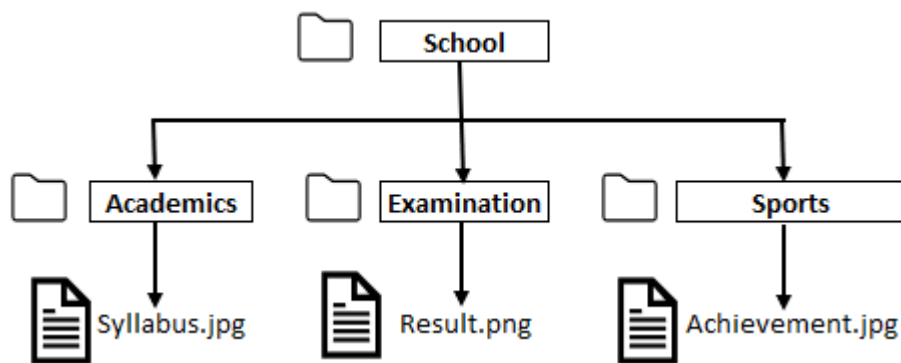 School
Academics
Examination
Sports
Syllabus.jpg
Result.png
Achievement.jpg